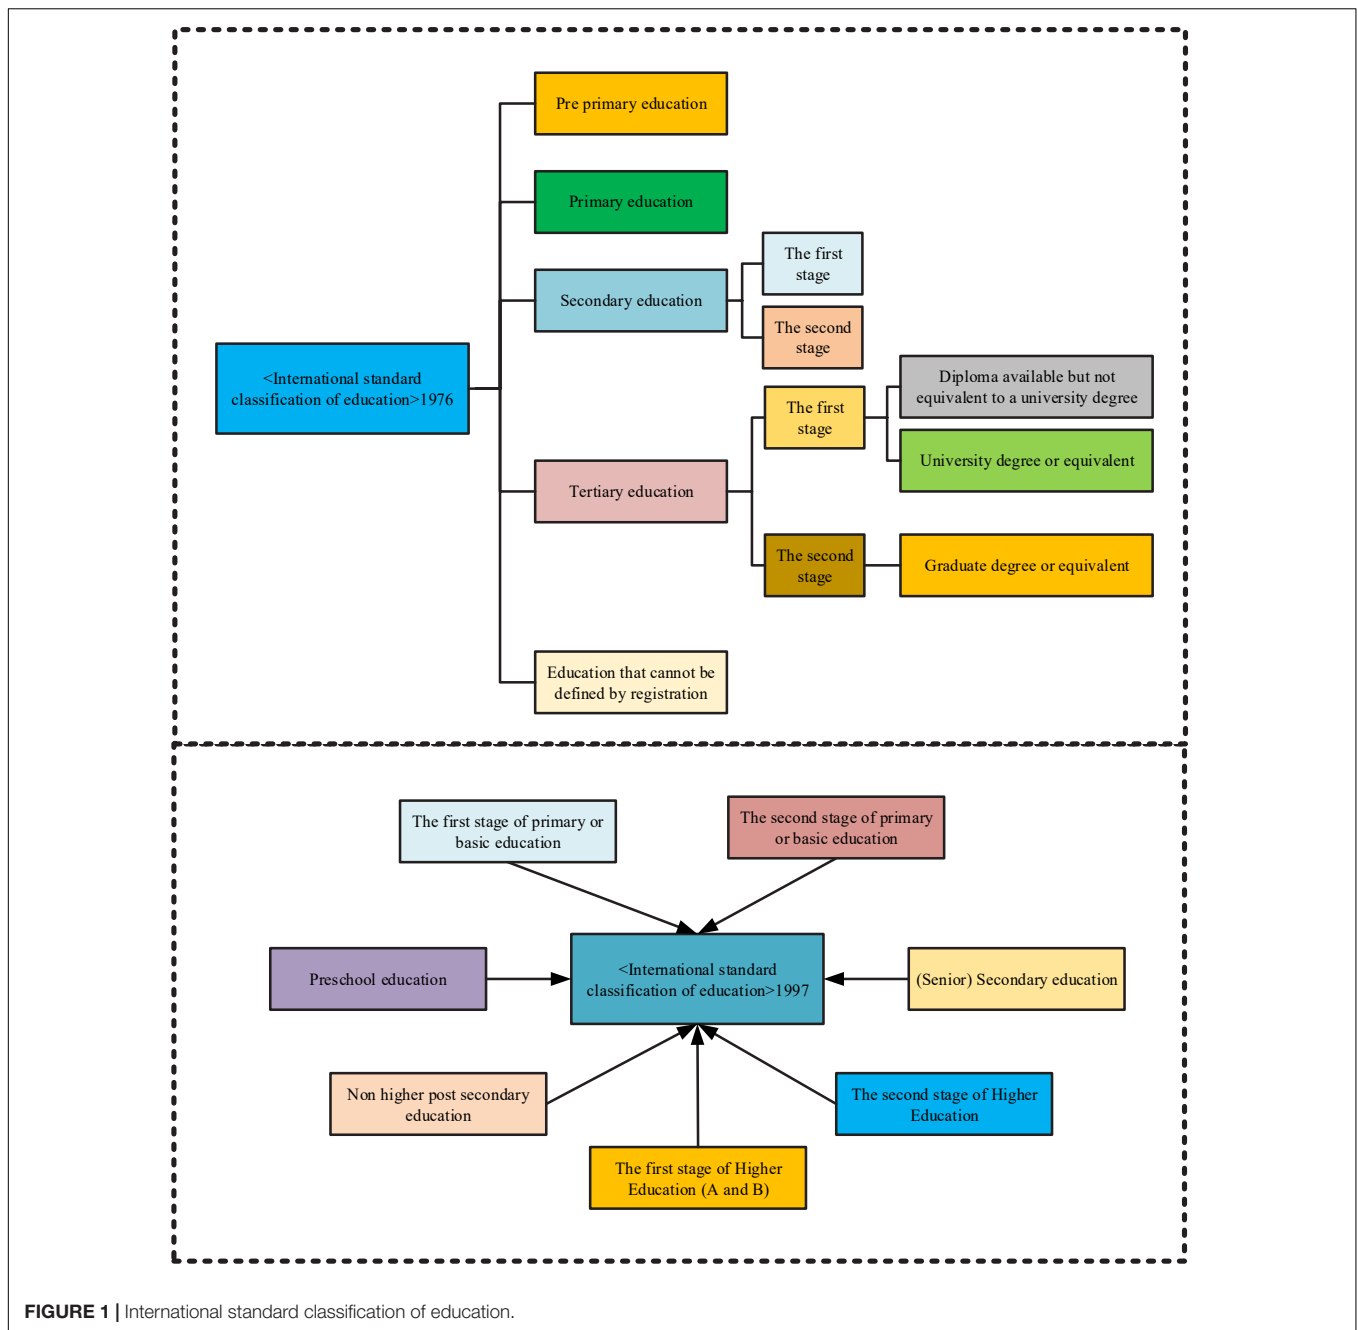 Pre primary education
Primary education
Secondary education
The first
stage
The second
stage
<International standard
classification of education>1976
Tertiary education
The first
stage
Diploma available but not
equivalent to a university degree
University degree or equivalent
The second
stage
Graduate degree or equivalent
Education that cannot be
defined by registration
The first stage of primary or
basic education
The second stage of primary
or basic education
Preschool education
<International standard
classification of education>1997
(Senior) Secondary education
Non higher post secondary
education
The second stage of Higher
Education
The first stage of Higher
Education (A and B)
FIGURE 1 | International standard classification of education.